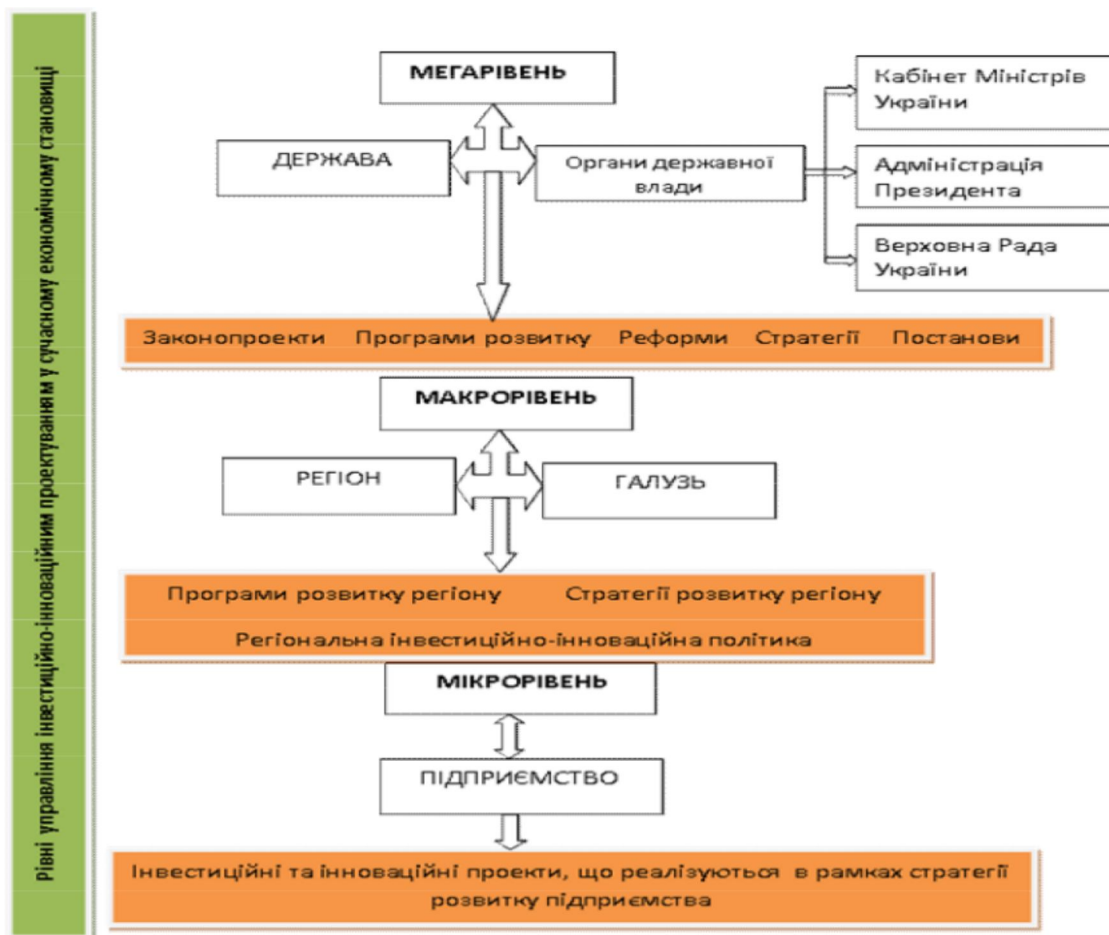 Рівні управління інвестиційно-інноваційним проектуванням у сучасному економічному становищі
МЕГАРІВЕНЬ
ДЕРЖАВА
Органи державної
влади
Кабінет Міністрів
України
Адміністрація
Президента
Верховна Рада
України
Законопроекти Програми розвитку Реформи Стратегії Постанови
МАКРОРІВЕНЬ
РЕГІОН
ГАЛУЗЬ
Програми розвитку регіону Стратегії розвитку регіону
Регіональна інвестиційно-інноваційна політика
МІКРОРІВЕНЬ
ПІДПРИЄМСТВО
Інвестиційні та інноваційні проекти, що реалізуються в рамках стратегії
розвитку підприємства